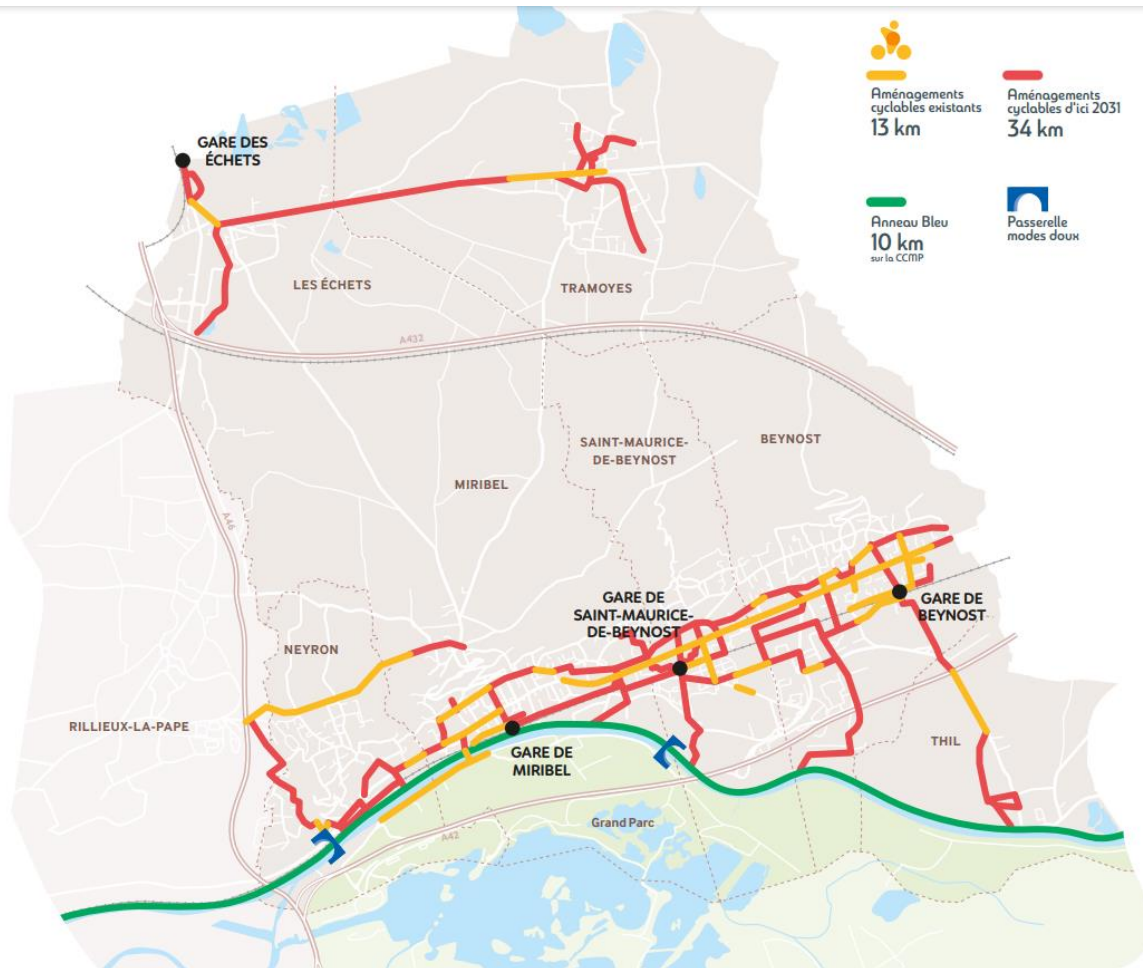 Aménagements
cyclables existants
13 km
Aménagements
cyclables d'ici 2031
34 km
Anneau Bleu
10 km
sur la CCMP
Passerelle
modes doux
GARE DES
ÉCHETS
LES ÉCHETS
TRAMOYES
A432
SAINT-MAURICE-
DE-BEYNOST
BEYNOST
MIRIBEL
A46
GARE DE
SAINT-MAURICE-
DE-BEYNOST
GARE DE
BEYNOST
NEYRON
RILLIEUX-LA-PAPE
THIL
GARE DE
MIRIBEL
Grand Parc
A42